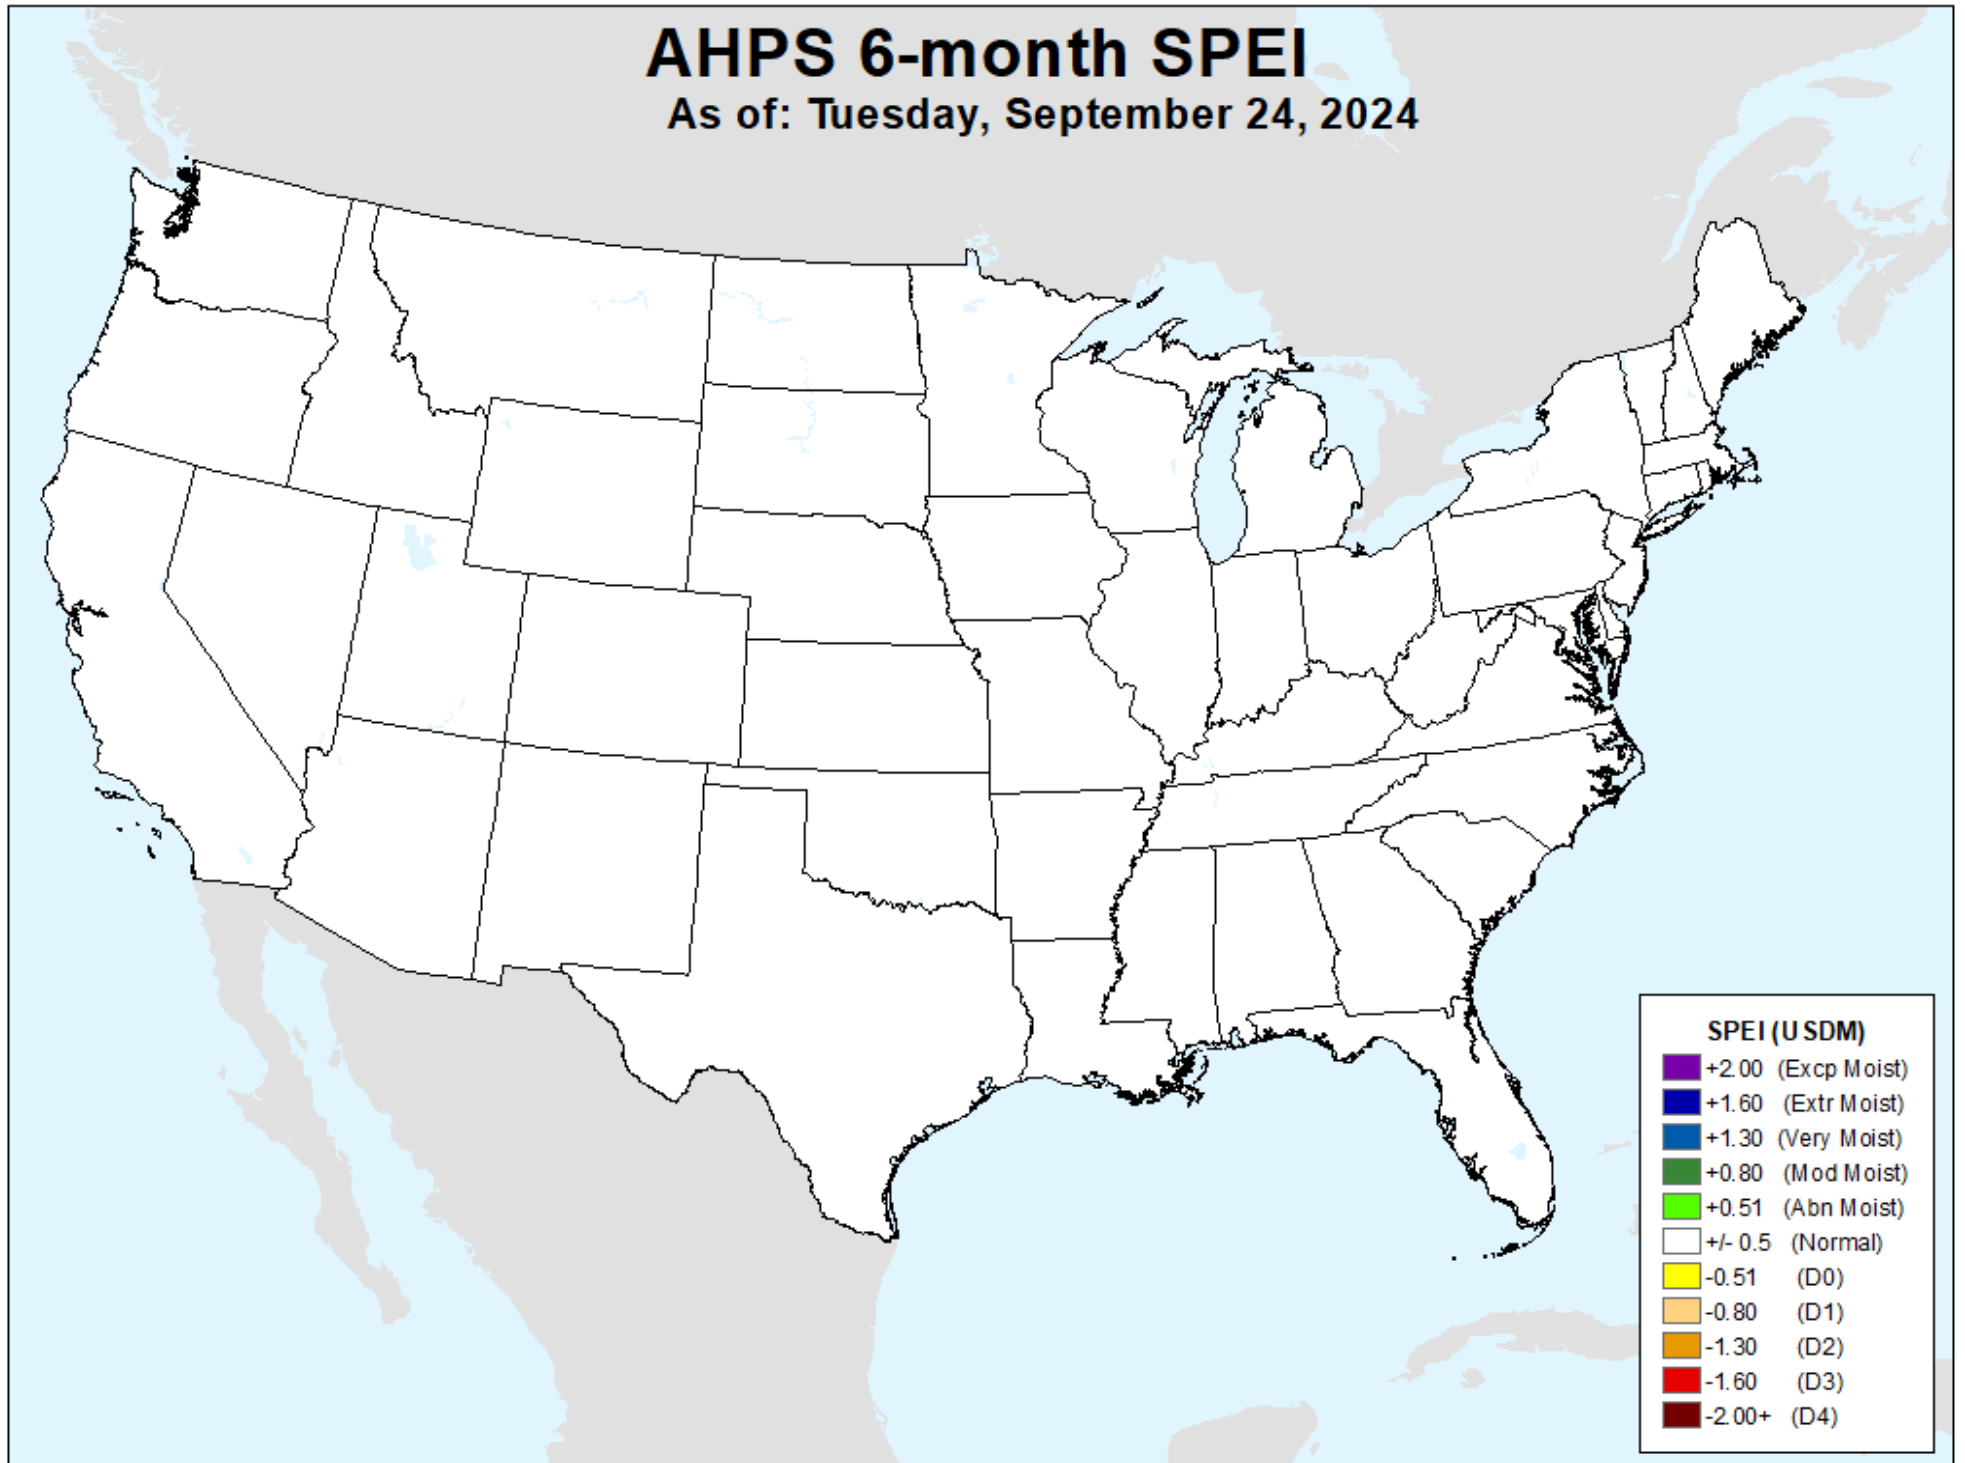 AHPS 6-month SPEI
As of: Tuesday, September 24, 2024
SPEI (USDM)
+2.00 (Excp Moist)
+1.60 (Extr Moist)
+1.30 (Very Moist)
+0.80 (Mod Moist)
+0.51 (Abn Moist)
+/- 0.5 (Normal)
-0.51 (D0)
-0.80 (D1)
-1.30 (D2)
-1.60 (D3)
-2.00+ (D4)